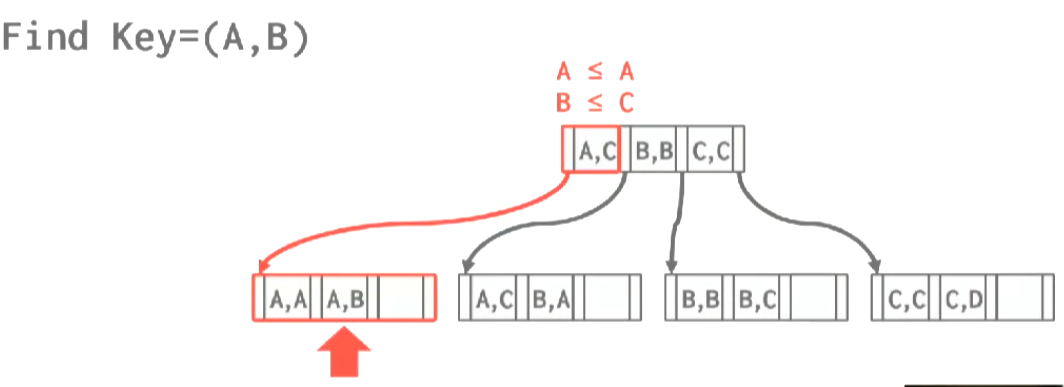 Find Key=(A,B)
A ≤ A
B ≤ C
A,C B,B C,C
A,A A,B A,C B,A B,B B,C C,C C,D